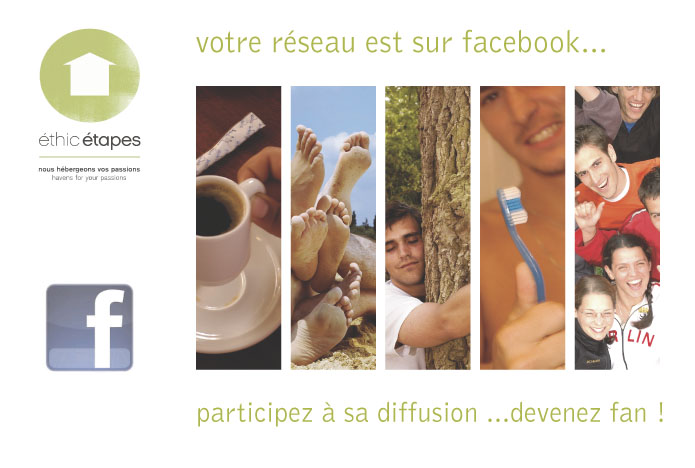 votre réseau est sur facebook...
éthic étapes
nous hébergeons vos passions
havens for your passions
f
RLIN
participez à sa diffusion ...devenez fan !